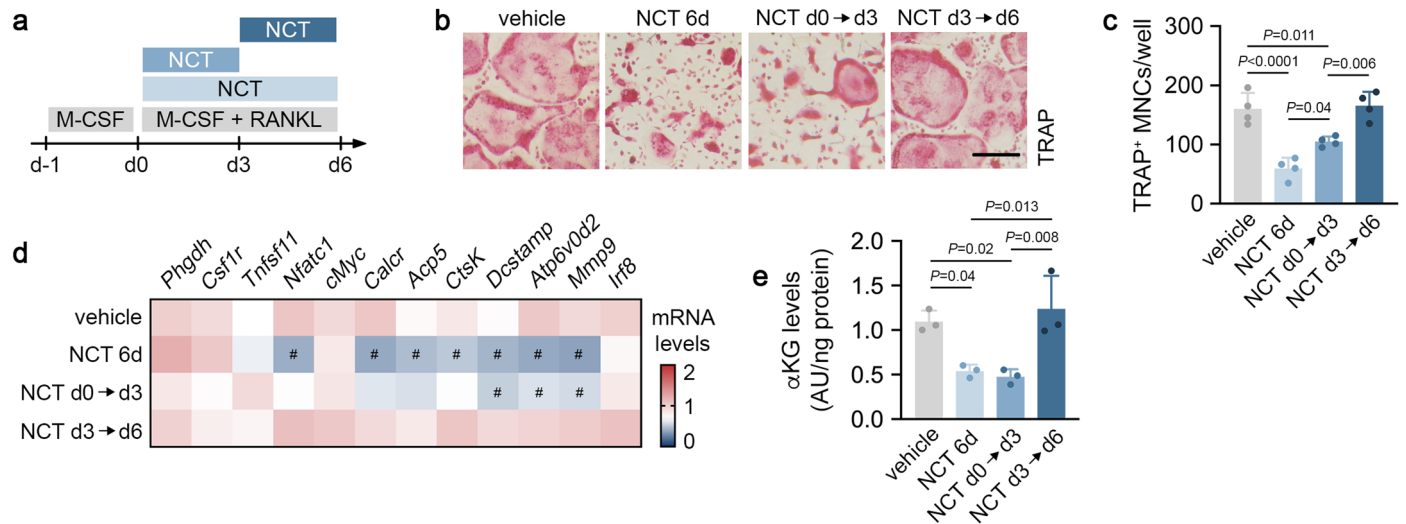 a
NCT
NCT
NCT
M-CSF
M-CSF + RANKL
d-1
d0
d3
d6
b
vehicle
NCT 6d
NCT d0→d3
NCT d3→d6
TRAP
c
TRAP⁺ MNCs/well
300
200
100
0
P=0.011
P<0.0001
P=0.006
P=0.04
vehicle
NCT 6d
NCT d0→d3
NCT d3→d6
d
Phgdh
Csf1r
Tnfsf11
Nfatc1
cMyc
Calcr
Acp5
CtsK
Dcstamp
Atp6v0d2
Mmp9
Irf8
vehicle
NCT 6d
# # # # # # #
NCT d0→d3
# # #
NCT d3→d6
mRNA
levels
2
1
0
e
αKG levels
(AU/ng protein)
2.0
1.5
1.0
0.5
0.0
P=0.013
P=0.02
P=0.008
P=0.04
vehicle
NCT 6d
NCT d0→d3
NCT d3→d6